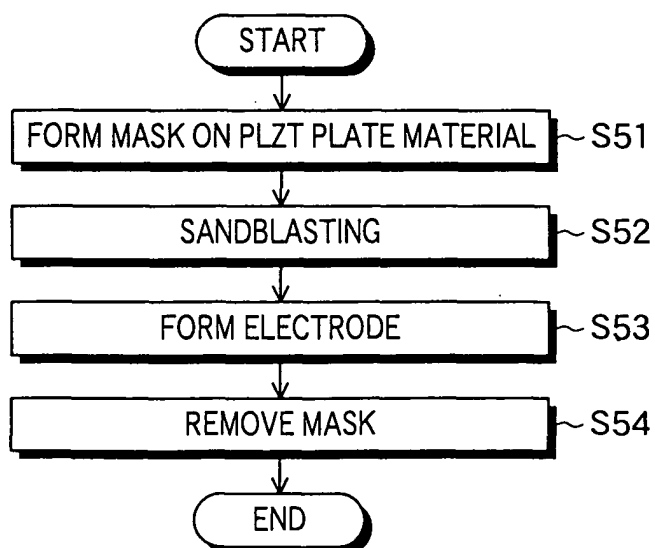 START
FORM MASK ON PLZT PLATE MATERIAL S51
SANDBLASTING S52
FORM ELECTRODE S53
REMOVE MASK S54
END